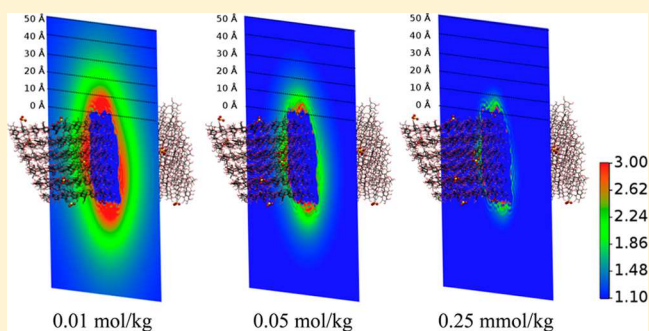 50 Å
40 Å
30 Å
20 Å
10 Å
0 Å
50 Å
40 Å
30 Å
20 Å
10 Å
0 Å
50 Å
40 Å
30 Å
20 Å
10 Å
0 Å
3.00
2.62
2.24
1.86
1.48
1.10
0.01 mol/kg
0.05 mol/kg
0.25 mmol/kg